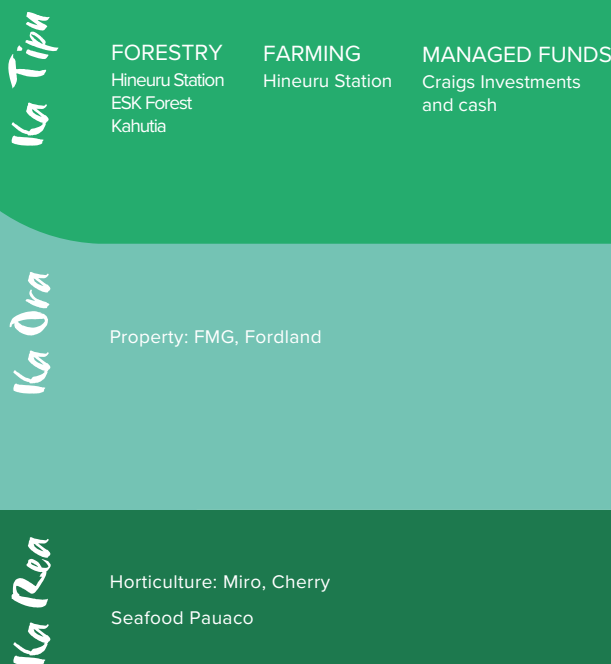 Ka Tipu
FORESTRY
Hineuru Station
ESK Forest
Kahutia
FARMING
Hineuru Station
MANAGED FUNDS
Craigs Investments
and cash
Ka Ora
Property: FMG, Fordland
Ka Rea
Horticulture: Miro, Cherry
Seafood Pauaco